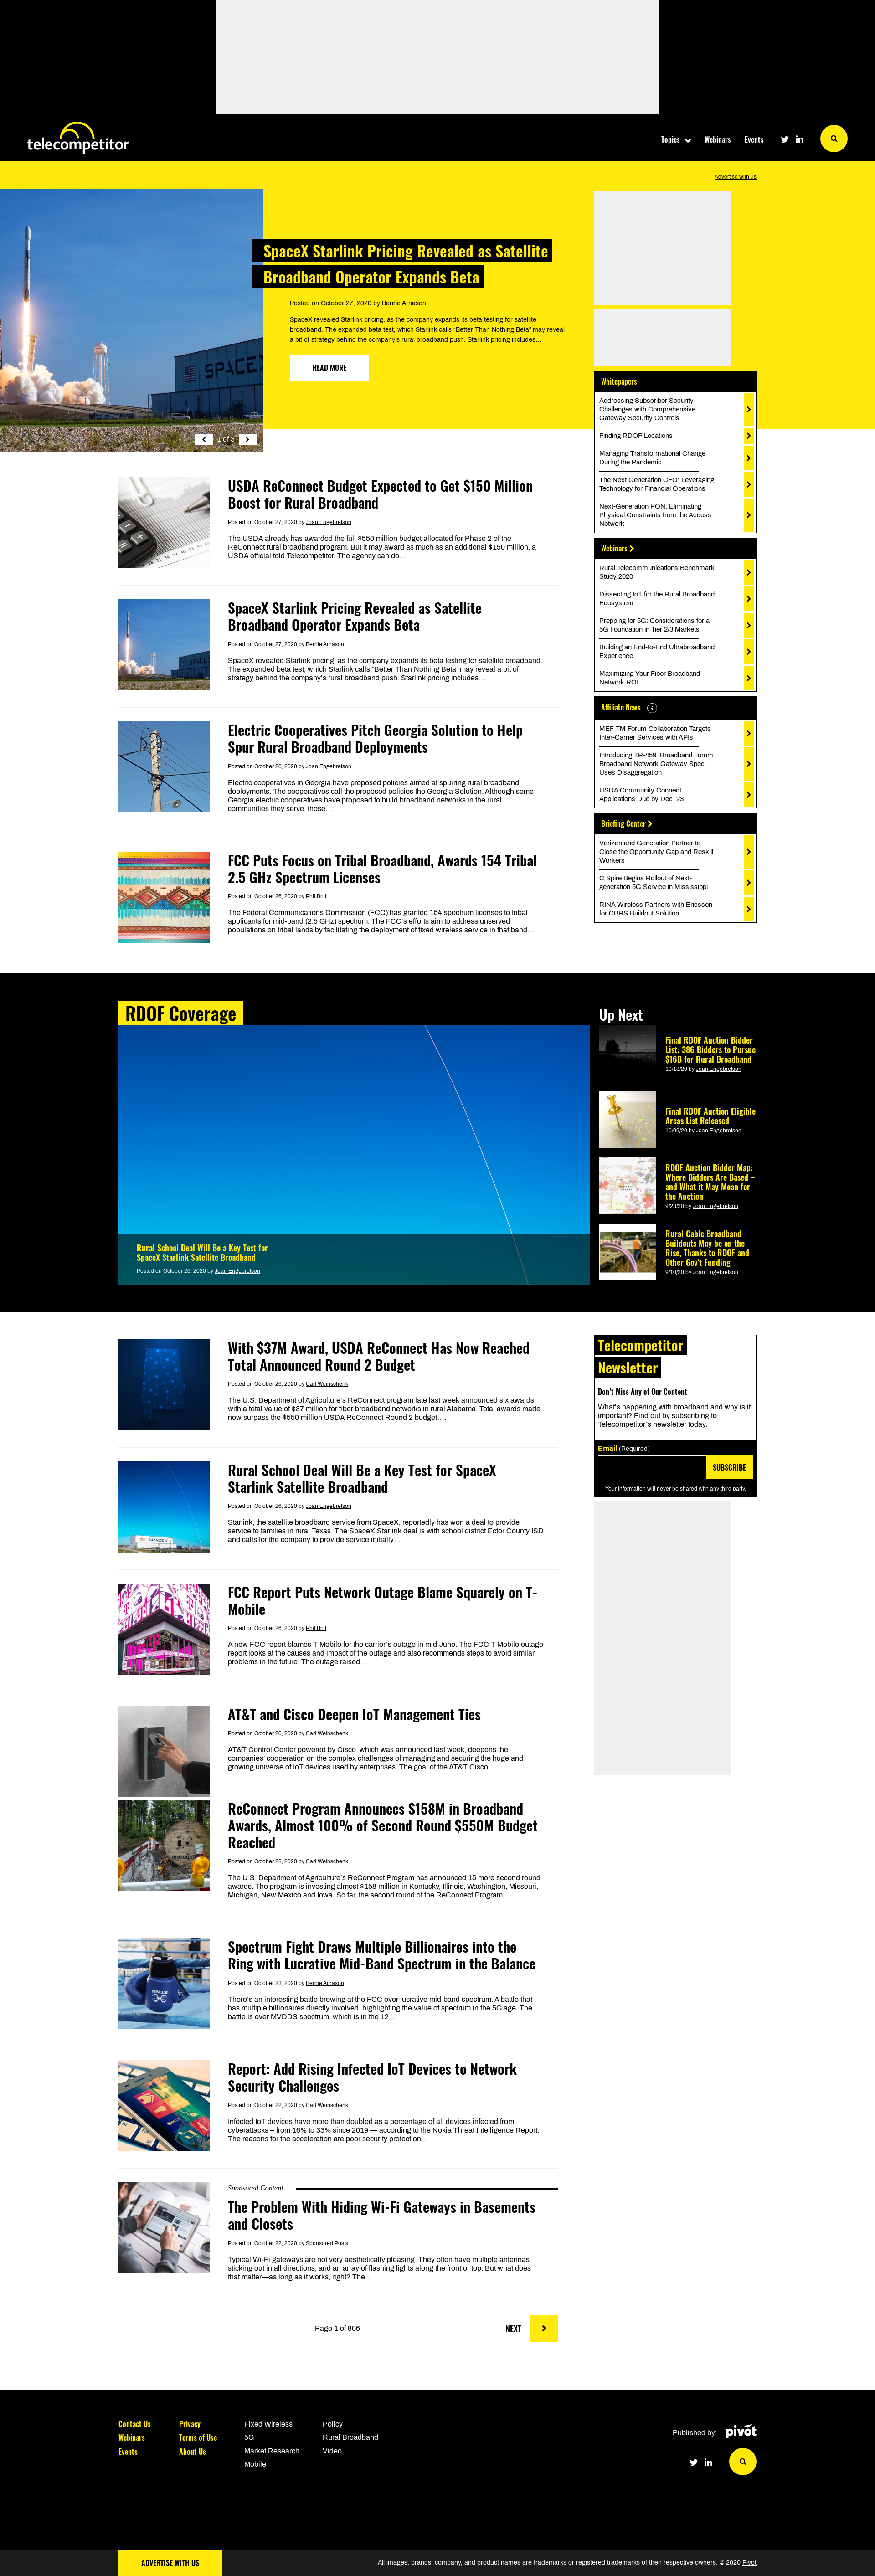 telecompetitor
Topics
Webinars
Events
Advertise with us
SpaceX Starlink Pricing Revealed as Satellite
Broadband Operator Expands Beta
Posted on October 27, 2020 by Bernie Arnason
SpaceX revealed Starlink pricing, as the company expands its beta testing for satellite
broadband. The expanded beta test, which Starlink calls “Better Than Nothing Beta” may reveal
a bit of strategy behind the company’s rural broadband push. Starlink pricing includes…
READ MORE
SPACEX
1 of 3
Whitepapers
Addressing Subscriber Security
Challenges with Comprehensive
Gateway Security Controls
Finding RDOF Locations
Managing Transformational Change
During the Pandemic
The Next Generation CFO: Leveraging
Technology for Financial Operations
Next-Generation PON: Eliminating
Physical Constraints from the Access
Network
Webinars
Rural Telecommunications Benchmark
Study 2020
Dissecting IoT for the Rural Broadband
Ecosystem
Prepping for 5G: Considerations for a
5G Foundation in Tier 2/3 Markets
Building an End-to-End Ultrabroadband
Experience
Maximizing Your Fiber Broadband
Network ROI
Affiliate News
MEF TM Forum Collaboration Targets
Inter-Carrier Services with APIs
Introducing TR-459: Broadband Forum
Broadband Network Gateway Spec
Uses Disaggregation
USDA Community Connect
Applications Due by Dec. 23
Briefing Center
Verizon and Generation Partner to
Close the Opportunity Gap and Reskill
Workers
C Spire Begins Rollout of Next-
generation 5G Service in Mississippi
RINA Wireless Partners with Ericsson
for CBRS Buildout Solution
USDA ReConnect Budget Expected to Get $150 Million
Boost for Rural Broadband
Posted on October 27, 2020 by Joan Engebretson
The USDA already has awarded the full $550 million budget allocated for Phase 2 of the
ReConnect rural broadband program. But it may award as much as an additional $150 million, a
USDA official told Telecompetitor. The agency can do…
SpaceX Starlink Pricing Revealed as Satellite
Broadband Operator Expands Beta
Posted on October 27, 2020 by Bernie Arnason
SpaceX revealed Starlink pricing, as the company expands its beta testing for satellite broadband.
The expanded beta test, which Starlink calls “Better Than Nothing Beta” may reveal a bit of
strategy behind the company’s rural broadband push. Starlink pricing includes…
Electric Cooperatives Pitch Georgia Solution to Help
Spur Rural Broadband Deployments
Posted on October 26, 2020 by Joan Engebretson
Electric cooperatives in Georgia have proposed policies aimed at spurring rural broadband
deployments. The cooperatives call the proposed policies the Georgia Solution. Although some
Georgia electric cooperatives have proposed to build broadband networks in the rural
communities they serve, those…
FCC Puts Focus on Tribal Broadband, Awards 154 Tribal
2.5 GHz Spectrum Licenses
Posted on October 26, 2020 by Phil Britt
The Federal Communications Commission (FCC) has granted 154 spectrum licenses to tribal
applicants for mid-band (2.5 GHz) spectrum. The FCC’s efforts aim to address unserved
populations on tribal lands by facilitating the deployment of fixed wireless service in that band…
RDOF Coverage
Rural School Deal Will Be a Key Test for
SpaceX Starlink Satellite Broadband
Posted on October 26, 2020 by Joan Engebretson
Up Next
Final RDOF Auction Bidder
List: 386 Bidders to Pursue
$16B for Rural Broadband
10/13/20 by Joan Engebretson
Final RDOF Auction Eligible
Areas List Released
10/09/20 by Joan Engebretson
RDOF Auction Bidder Map:
Where Bidders Are Based –
and What it May Mean for
the Auction
9/23/20 by Joan Engebretson
Rural Cable Broadband
Buildouts May be on the
Rise, Thanks to RDOF and
Other Gov’t Funding
9/10/20 by Joan Engebretson
With $37M Award, USDA ReConnect Has Now Reached
Total Announced Round 2 Budget
Posted on October 26, 2020 by Carl Weinschenk
The U.S. Department of Agriculture’s ReConnect program late last week announced six awards
with a total value of $37 million for fiber broadband networks in rural Alabama. Total awards made
now surpass the $550 million USDA ReConnect Round 2 budget.…
Rural School Deal Will Be a Key Test for SpaceX
Starlink Satellite Broadband
Posted on October 26, 2020 by Joan Engebretson
Starlink, the satellite broadband service from SpaceX, reportedly has won a deal to provide
service to families in rural Texas. The SpaceX Starlink deal is with school district Ector County ISD
and calls for the company to provide service initially…
FCC Report Puts Network Outage Blame Squarely on T-
Mobile
Posted on October 26, 2020 by Phil Britt
A new FCC report blames T-Mobile for the carrier’s outage in mid-June. The FCC T-Mobile outage
report looks at the causes and impact of the outage and also recommends steps to avoid similar
problems in the future. The outage raised…
AT&T and Cisco Deepen IoT Management Ties
Posted on October 26, 2020 by Carl Weinschenk
AT&T Control Center powered by Cisco, which was announced last week, deepens the
companies’ cooperation on the complex challenges of managing and securing the huge and
growing universe of IoT devices used by enterprises. The goal of the AT&T Cisco…
ReConnect Program Announces $158M in Broadband
Awards, Almost 100% of Second Round $550M Budget
Reached
Posted on October 23, 2020 by Carl Weinschenk
The U.S. Department of Agriculture’s ReConnect Program has announced 15 more second round
awards. The program is investing almost $158 million in Kentucky, Illinois, Washington, Missouri,
Michigan, New Mexico and Iowa. So far, the second round of the ReConnect Program,…
Spectrum Fight Draws Multiple Billionaires into the
Ring with Lucrative Mid-Band Spectrum in the Balance
Posted on October 23, 2020 by Bernie Arnason
There’s an interesting battle brewing at the FCC over lucrative mid-band spectrum. A battle that
has multiple billionaires directly involved, highlighting the value of spectrum in the 5G age. The
battle is over MVDDS spectrum, which is in the 12…
Report: Add Rising Infected IoT Devices to Network
Security Challenges
Posted on October 22, 2020 by Carl Weinschenk
Infected IoT devices have more than doubled as a percentage of all devices infected from
cyberattacks – from 16% to 33% since 2019 — according to the Nokia Threat Intelligence Report.
The reasons for the acceleration are poor security protection…
Sponsored Content
The Problem With Hiding Wi-Fi Gateways in Basements
and Closets
Posted on October 22, 2020 by Sponsored Posts
Typical Wi-Fi gateways are not very aesthetically pleasing. They often have multiple antennas
sticking out in all directions, and an array of flashing lights along the front or top. But what does
that matter—as long as it works, right? The…
Page 1 of 806
NEXT
Telecompetitor
Newsletter
Don’t Miss Any of Our Content
What’s happening with broadband and why is it
important? Find out by subscribing to
Telecompetitor’s newsletter today.
Email (Required)
SUBSCRIBE
Your information will never be shared with any third party.
Contact Us
Webinars
Events
Privacy
Terms of Use
About Us
Fixed Wireless
5G
Market Research
Mobile
Policy
Rural Broadband
Video
Published by: pivot
ADVERTISE WITH US
All images, brands, company, and product names are trademarks or registered trademarks of their respective owners. © 2020 Pivot